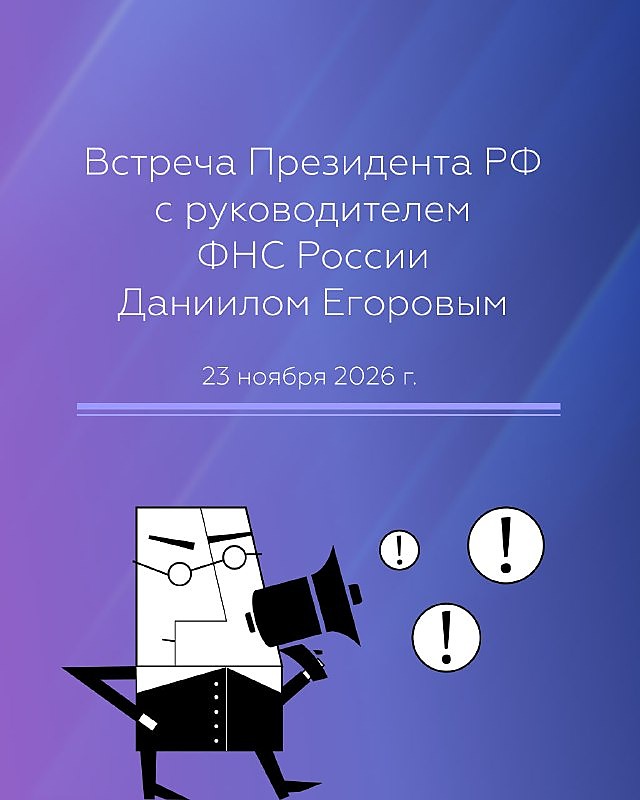 Встреча Президента РФ
с руководителем
ФНС России
Даниилом Егоровым
23 ноября 2026 г.
!
!
!